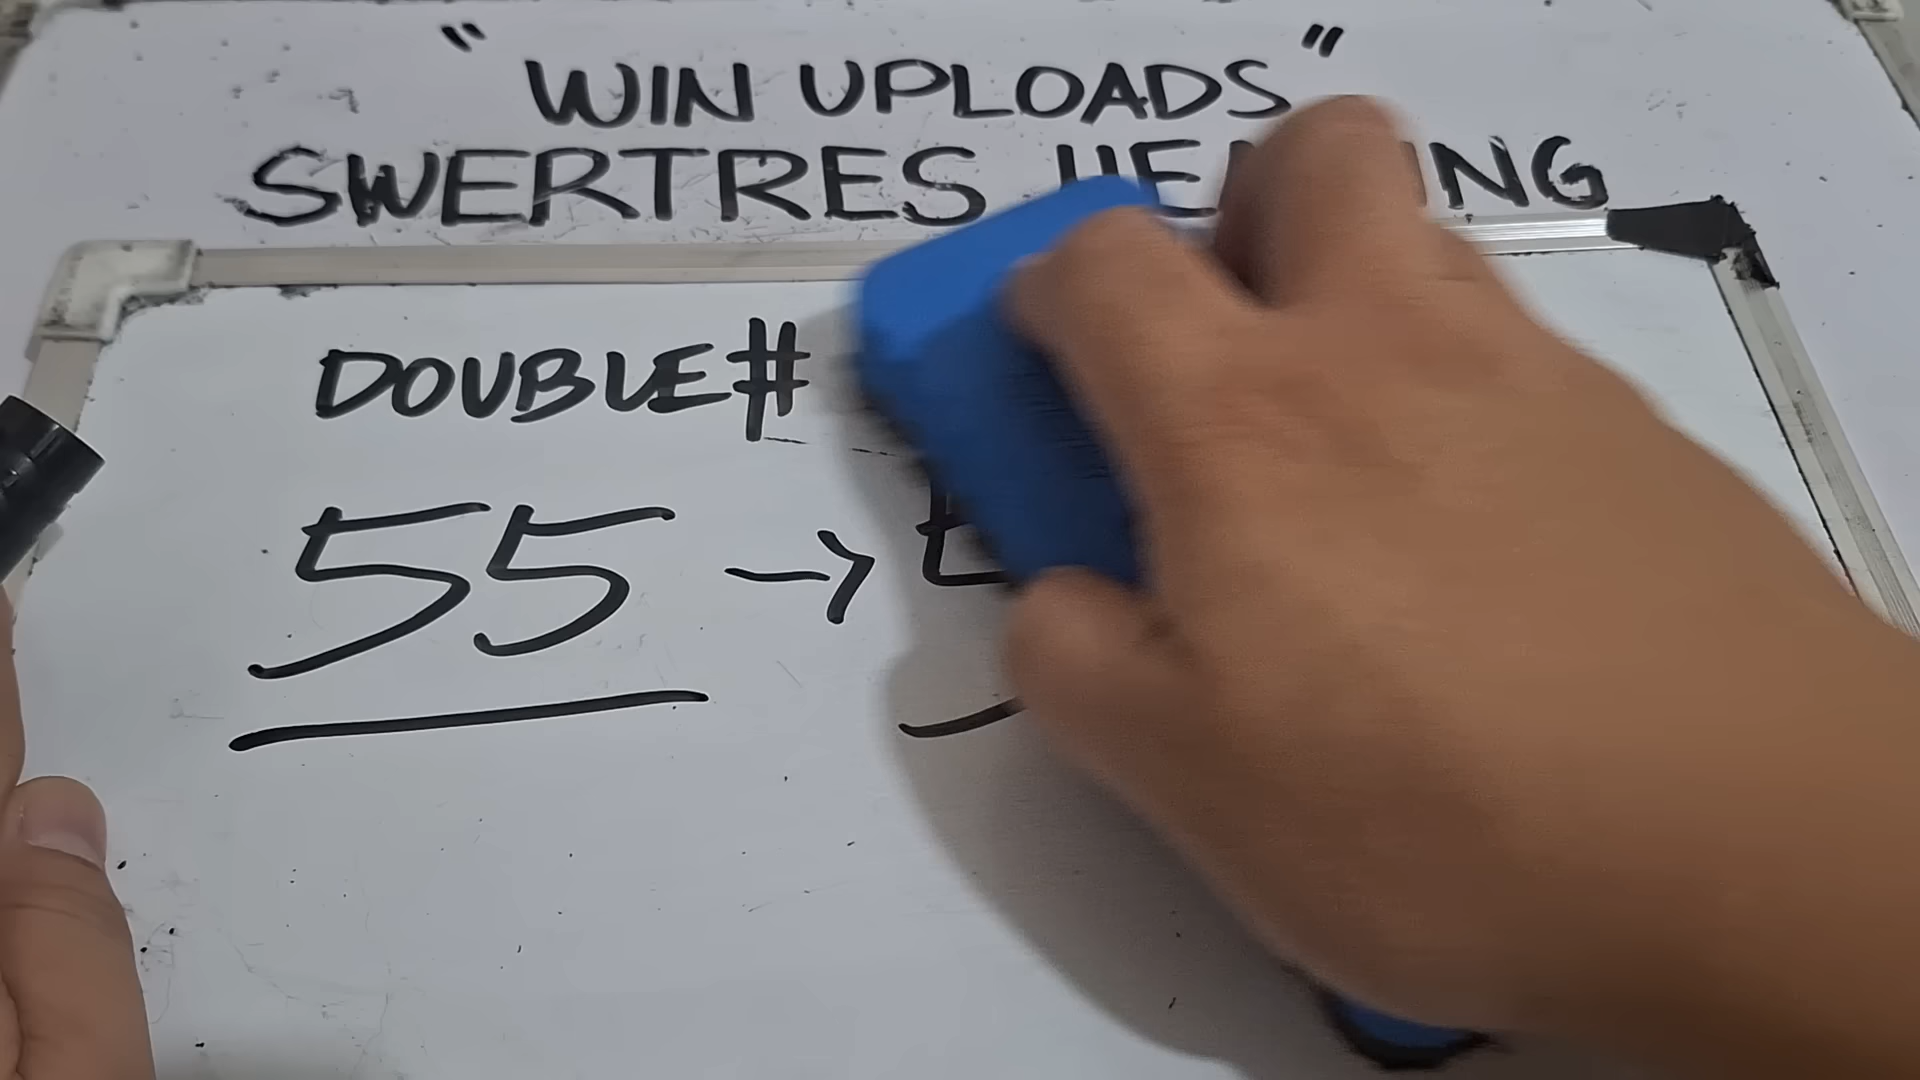 "WIN UPLOADS"
SWERTRES
DOUBLE#
55 →